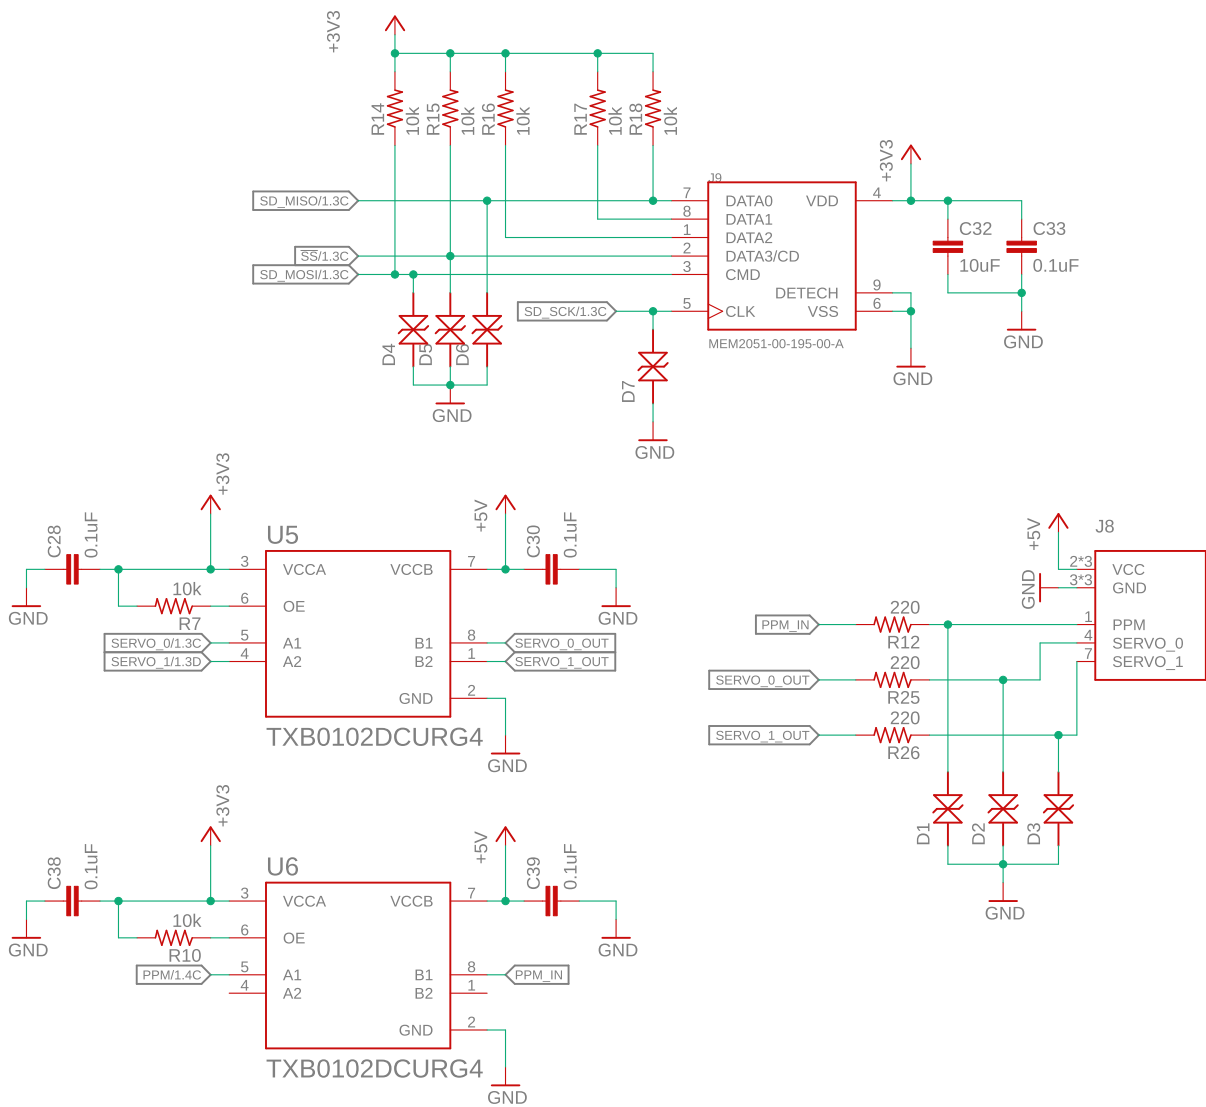 +3V3
R14
10k
R15
10k
R16
10k
R17
10k
R18
10k
SD_MISO/1.3C
SS/1.3C
SD_MOSI/1.3C
SD_SCK/1.3C
J9
7 DATA0 VDD 4
8 DATA1
1 DATA2
2 DATA3/CD
3 CMD
DETECH 9
5 CLK VSS 6
MEM2051-00-195-00-A
+3V3
C32
10uF
C33
0.1uF
GND
GND
D4
D5
D6
GND
D7
GND
+3V3
+5V
C28
0.1uF
C30
0.1uF
U5
3 VCCA VCCB 7
10k
6 OE
R7
GND
GND
SERVO_0/1.3C 5 A1 B1 8 SERVO_0_OUT
SERVO_1/1.3D 4 A2 B2 1 SERVO_1_OUT
GND 2
TXB0102DCURG4
GND
+5V
J8
2*3 VCC
GND 3*3 GND
PPM_IN
220
R12
1 PPM
4 SERVO_0
7 SERVO_1
SERVO_0_OUT
220
R25
SERVO_1_OUT
220
R26
D1
D2
D3
GND
+3V3
+5V
C38
0.1uF
C39
0.1uF
U6
3 VCCA VCCB 7
10k
6 OE
R10
GND
GND
PPM/1.4C 5 A1 B1 8 PPM_IN
4 A2 B2 1
GND 2
TXB0102DCURG4
GND